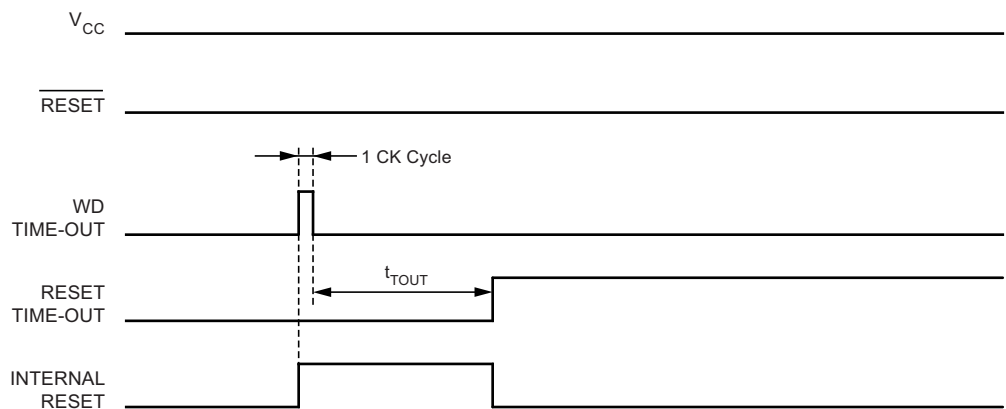 VCC
RESET
1 CK Cycle
WD
TIME-OUT
tTOUT
RESET
TIME-OUT
INTERNAL
RESET